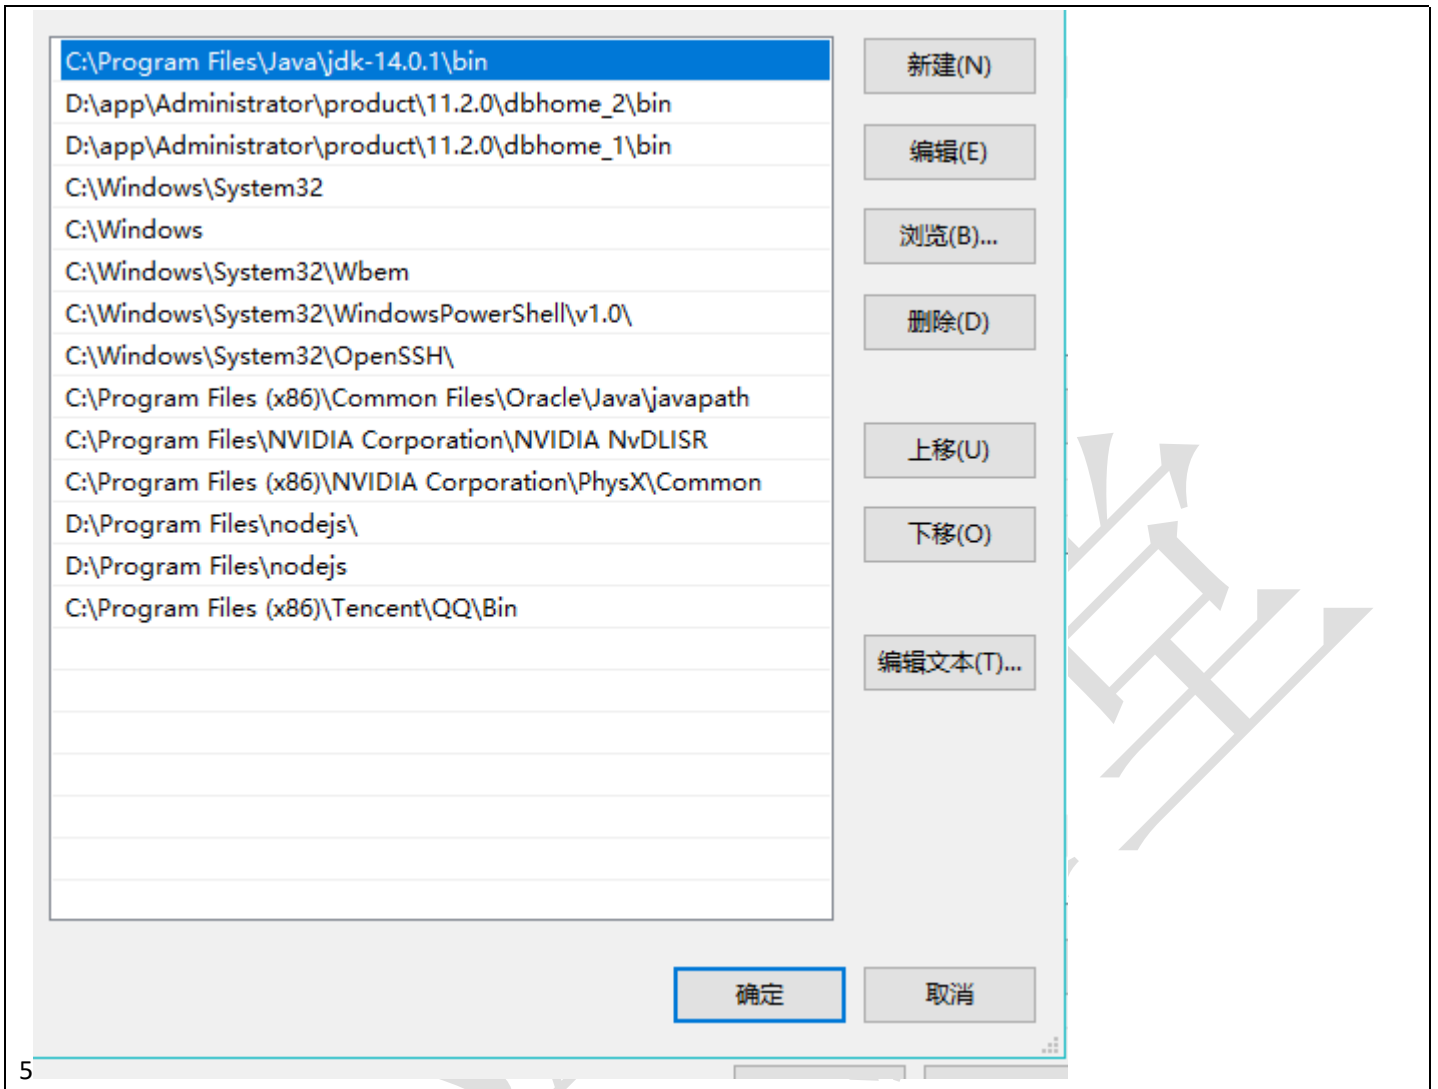 C:\Program Files\Java\jdk-14.0.1\bin
D:\app\Administrator\product\11.2.0\dbhome_2\bin
D:\app\Administrator\product\11.2.0\dbhome_1\bin
C:\Windows\System32
C:\Windows
C:\Windows\System32\Wbem
C:\Windows\System32\WindowsPowerShell\v1.0\
C:\Windows\System32\OpenSSH\
C:\Program Files (x86)\Common Files\Oracle\Java\javapath
C:\Program Files\NVIDIA Corporation\NVIDIA NvDLISR
C:\Program Files (x86)\NVIDIA Corporation\PhysX\Common
D:\Program Files\nodejs\
D:\Program Files\nodejs
C:\Program Files (x86)\Tencent\QQ\Bin
新建(N)
编辑(E)
浏览(B)...
删除(D)
上移(U)
下移(O)
编辑文本(T)...
确定
取消
5